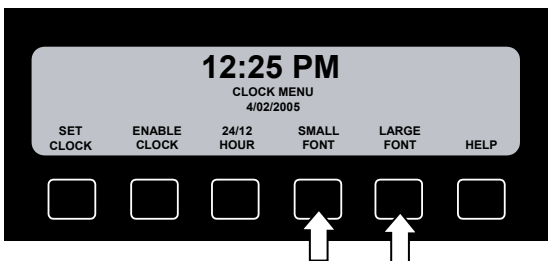 12:25 PM
CLOCK MENU
4/02/2005
SET ENABLE 24/12 SMALL LARGE
CLOCK CLOCK HOUR FONT FONT HELP